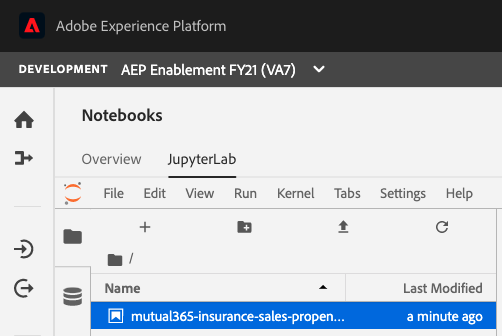 Adobe Experience Platform
DEVELOPMENT AEP Enablement FY21 (VA7)
Notebooks
Overview JupyterLab
File Edit View Run Kernel Tabs Settings Help
/
Name Last Modified
mutual365-insurance-sales-propen... a minute ago